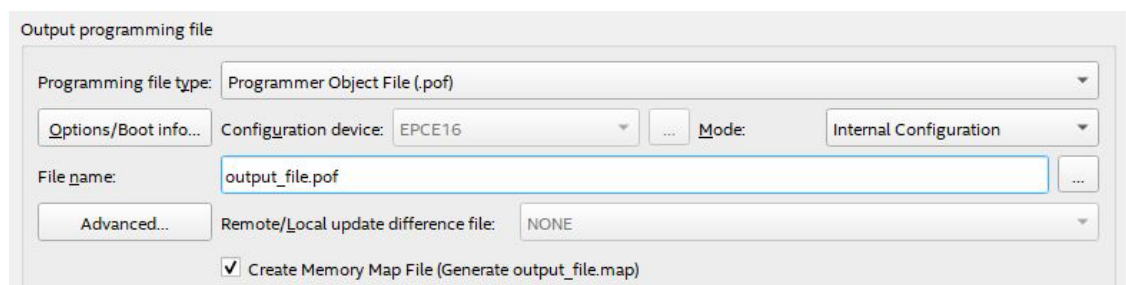 Output programming file
Programming file type: Programmer Object File (.pof)
Options/Boot info... Configuration device: EPCE16 ... Mode: Internal Configuration
File name: output_file.pof ...
Advanced... Remote/Local update difference file: NONE
Create Memory Map File (Generate output_file.map)